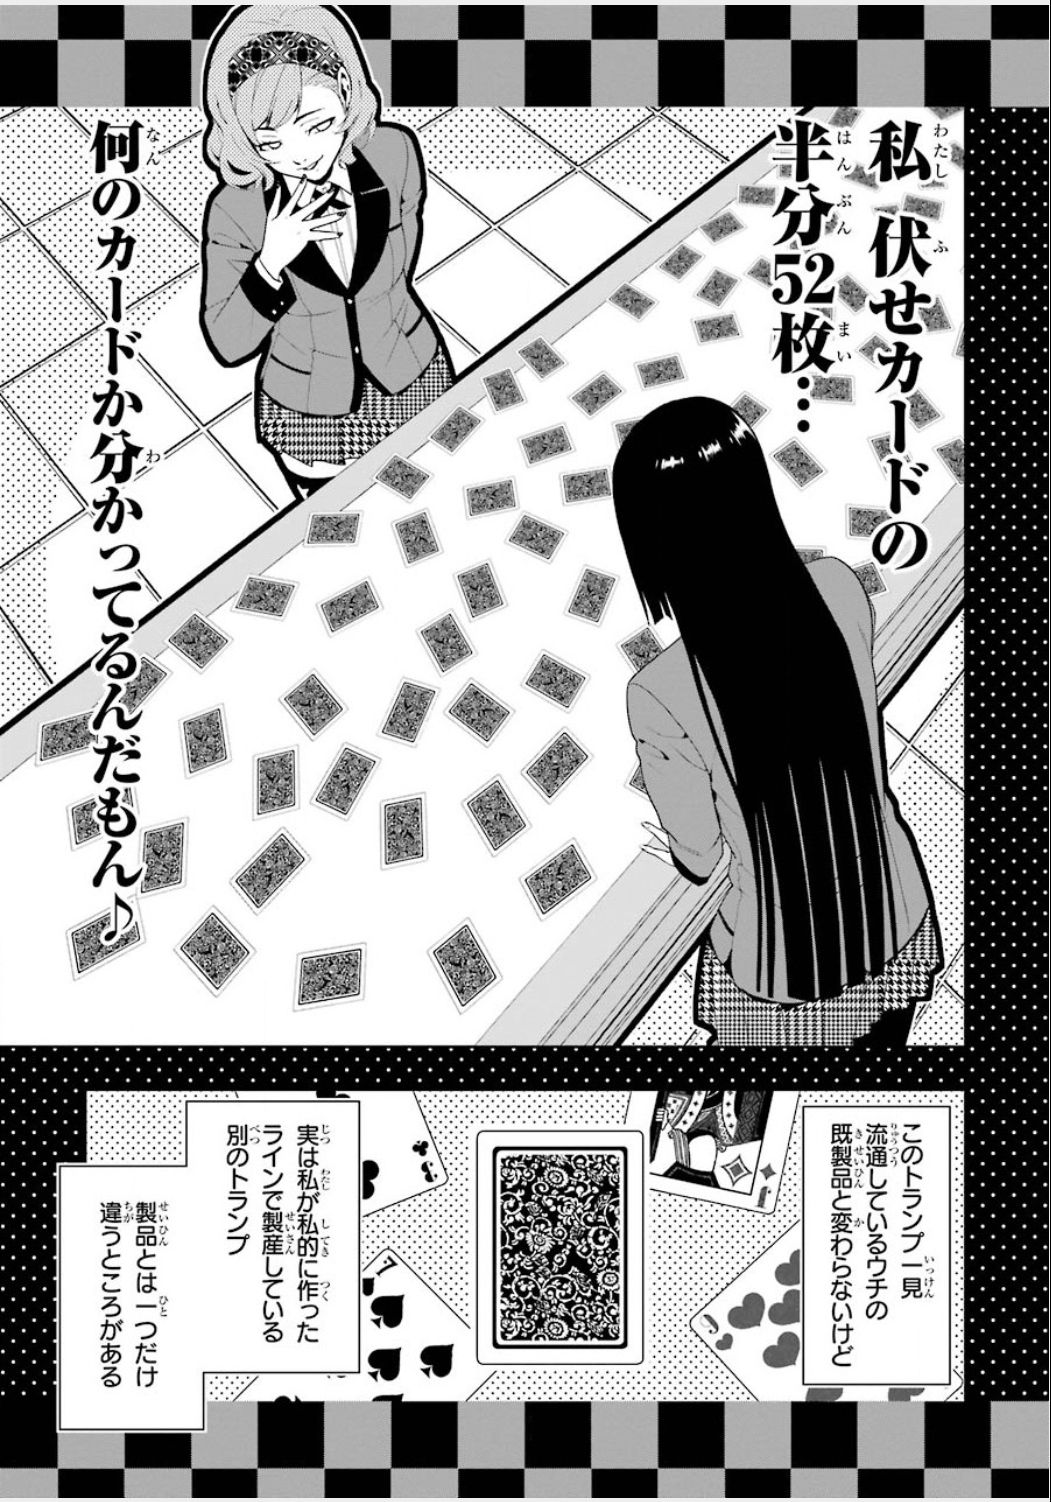 私 伏せカードの
半分52枚…
何のカードか分かってるんだもん♪
このトランプ一見
流通しているウチの
既製品と変わらないけど
実は私が私的に作った
ラインで製産している
別のトランプ
製品とは一つだけ
違うところがある
7
J